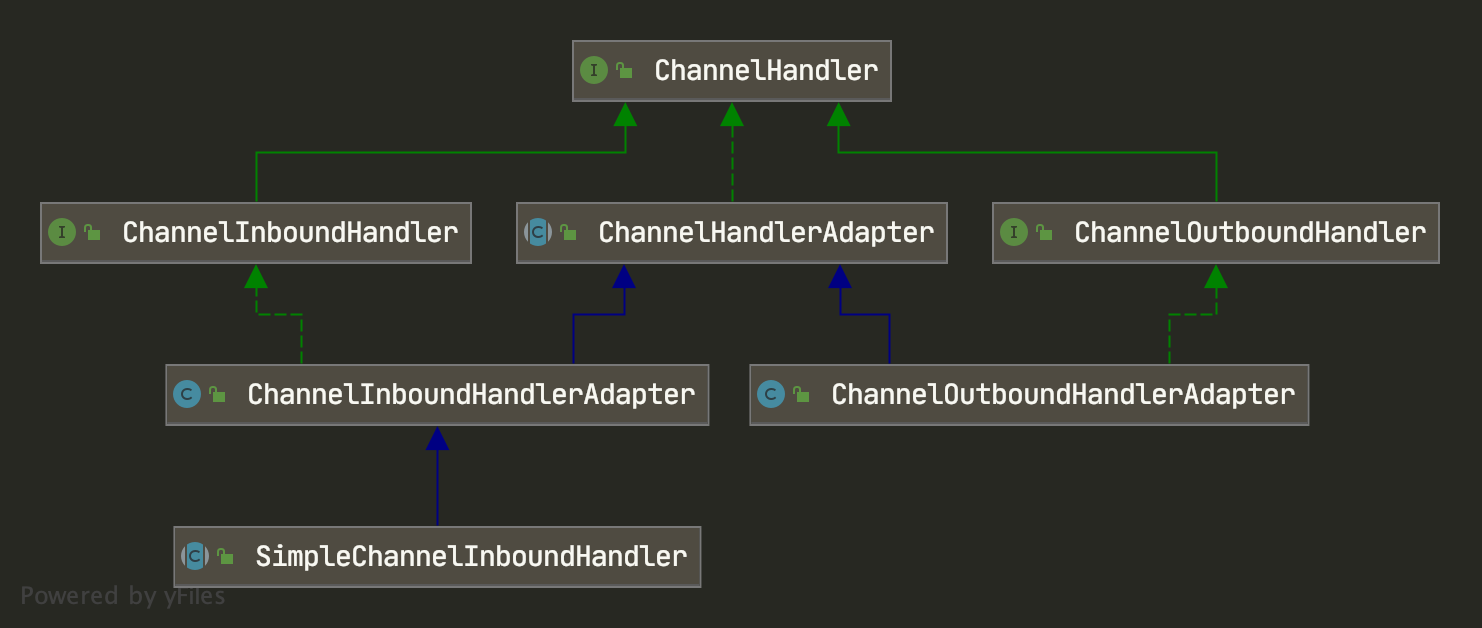 I ChannelHandler
I ChannelInboundHandler
C ChannelHandlerAdapter
I ChannelOutboundHandler
C ChannelInboundHandlerAdapter
C ChannelOutboundHandlerAdapter
C SimpleChannelInboundHandler
Powered by yFiles